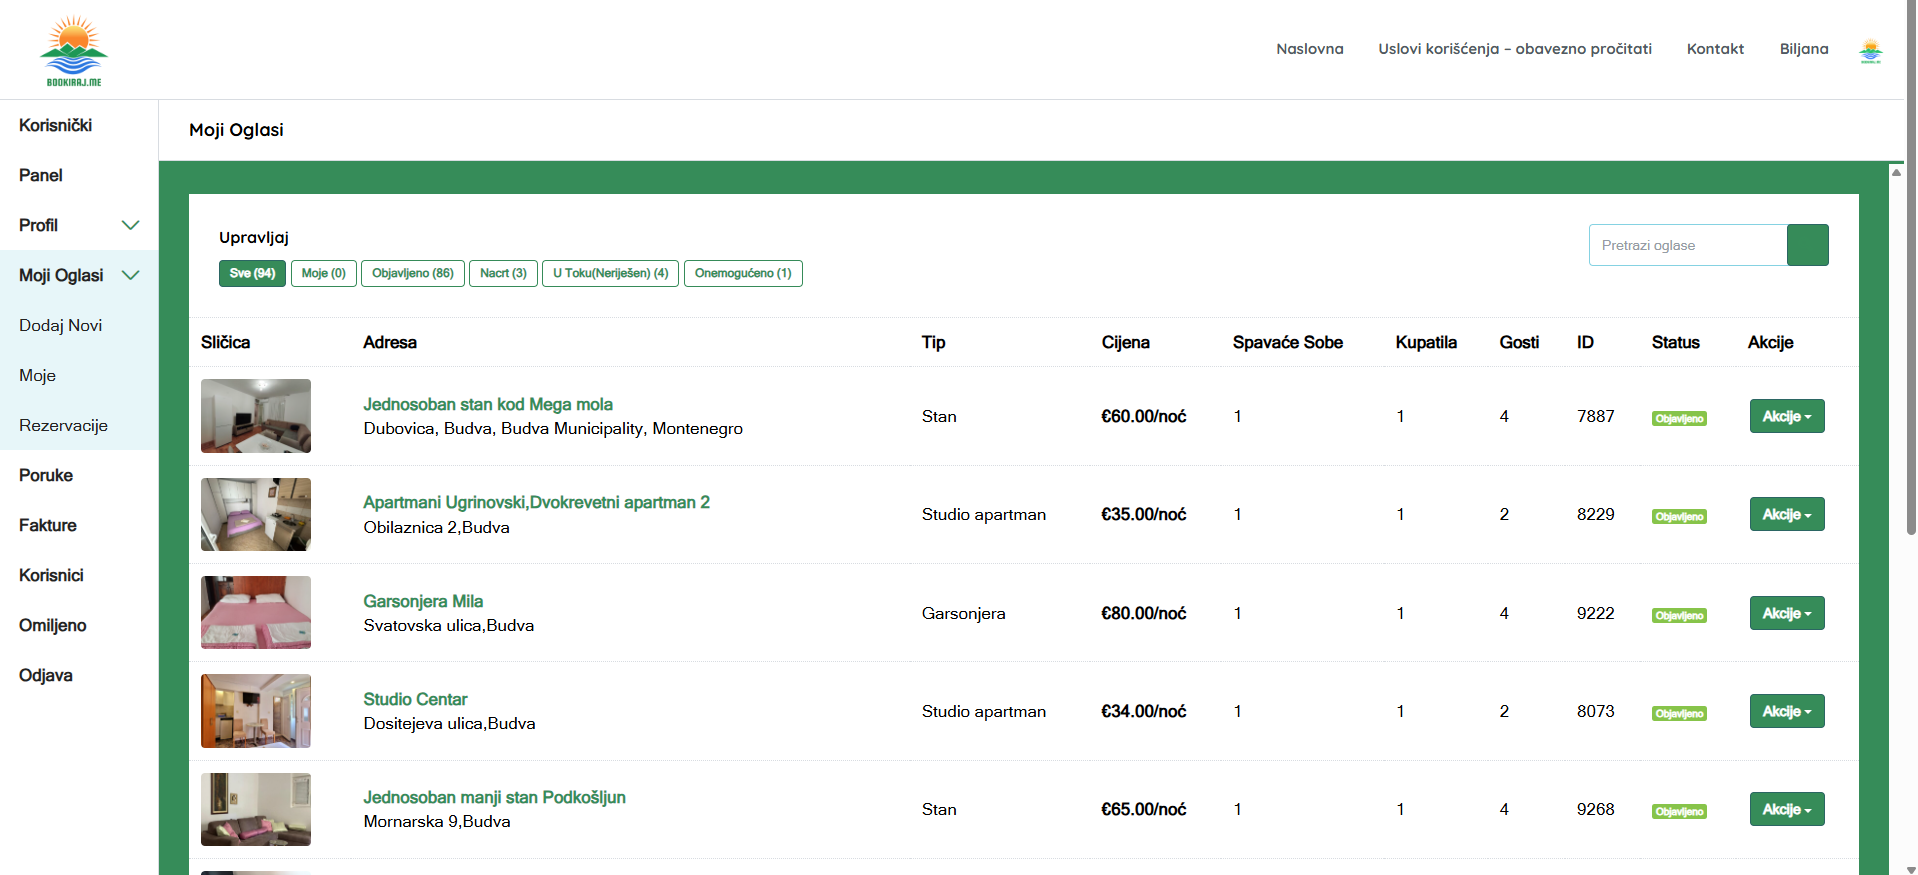 BOOKIRAJ.ME
Naslovna
Uslovi korišćenja – obavezno pročitati
Kontakt
Biljana
Korisnički
Panel
Profil
Moji Oglasi
Dodaj Novi
Moje
Rezervacije
Poruke
Fakture
Korisnici
Omiljeno
Odjava
Moji Oglasi
Upravljaj
Sve (94) Moje (0) Objavljeno (86) Nacrt (3) U Toku(Neriješen) (4) Onemogućeno (1)
Pretrazi oglase
Sličica Adresa Tip Cijena Spavaće Sobe Kupatila Gosti ID Status Akcije
Jednosoban stan kod Mega mola
Dubovica, Budva, Budva Municipality, Montenegro
Stan €60.00/noć 1 1 4 7887 Objavljeno Akcije
Apartmani Ugrinovski,Dvokrevetni apartman 2
Obilaznica 2,Budva
Studio apartman €35.00/noć 1 1 2 8229 Objavljeno Akcije
Garsonjera Mila
Svatovska ulica,Budva
Garsonjera €80.00/noć 1 1 4 9222 Objavljeno Akcije
Studio Centar
Dositejeva ulica,Budva
Studio apartman €34.00/noć 1 1 2 8073 Objavljeno Akcije
Jednosoban manji stan Podkošljun
Mornarska 9,Budva
Stan €65.00/noć 1 1 4 9268 Objavljeno Akcije